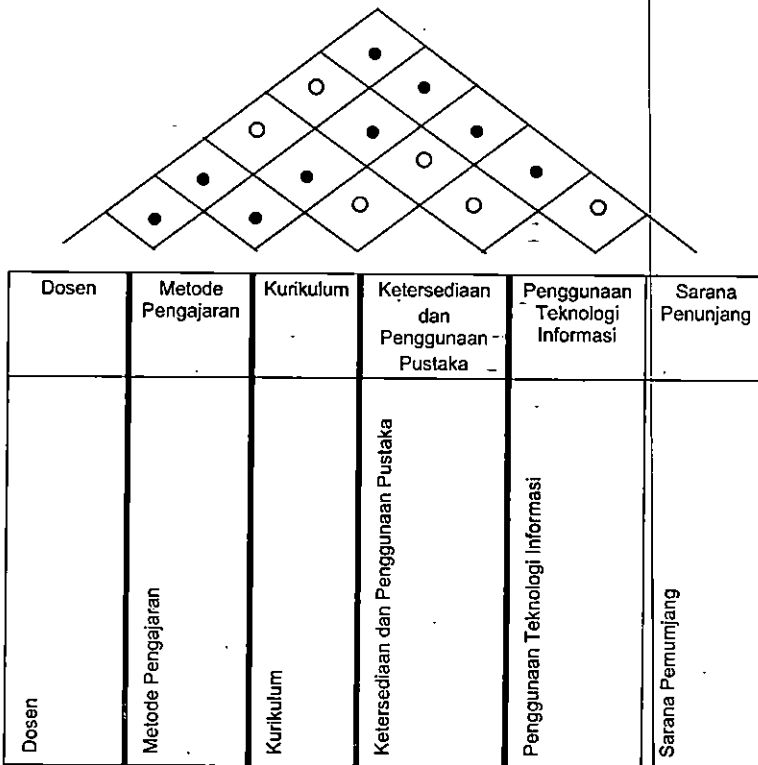 Dosen
Metode
Pengajaran
Kurikulum
Ketersediaan
dan
Penggunaan
Pustaka
Penggunaan
Teknologi
Informasi
Sarana
Penunjang
Dosen
Metode Pengajaran
Kurikulum
Ketersediaan dan Penggunaan Pustaka
Penggunaan Teknologi Informasi
Sarana Pemumjang